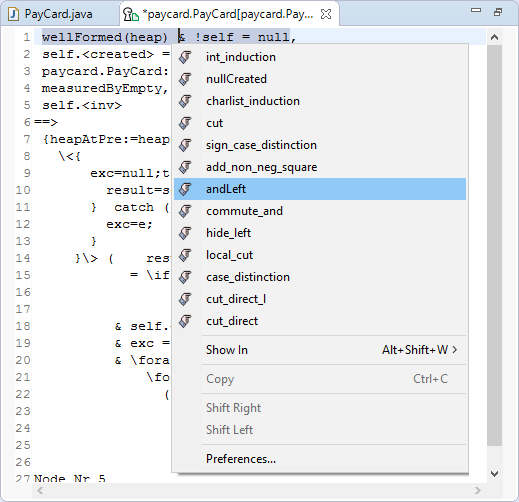 PayCard.java
*paycard.PayCard[paycard.Pay...
1 wellFormed(heap) & !self = null,
2 self.<created> =
3 paycard.PayCard:
4 measuredByEmpty,
5 self.<inv>
6 ==>
7 {heapAtPre:=heap
8 \<{
9 exc=null;t
10 result=s
11 } catch (
12 exc=e;
13 }
14 }\> ( res
15 = \if
16
17
18 & self.
19 & exc =
20 & \fora
21 \fo
22 (
23
24
25
26
27 Node Nr 5
int_induction
nullCreated
charlist_induction
cut
sign_case_distinction
add_non_neg_square
andLeft
commute_and
hide_left
local_cut
case_distinction
cut_direct_l
cut_direct
Show In Alt+Shift+W >
Copy Ctrl+C
Shift Right
Shift Left
Preferences...